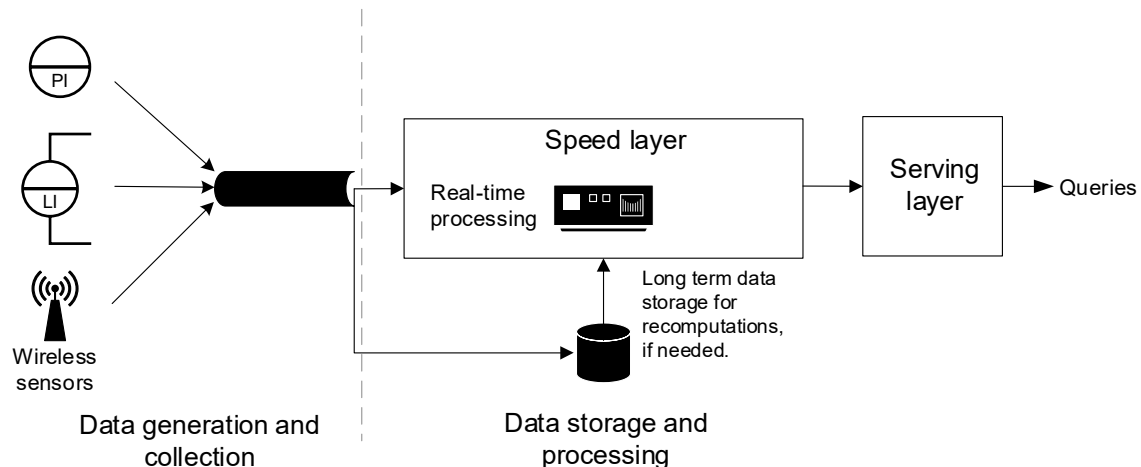 PI
LI
Wireless
sensors
Data generation and
collection
Speed layer
Real-time
processing
Long term data
storage for
recomputations,
if needed.
Data storage and
processing
Serving
layer
Queries